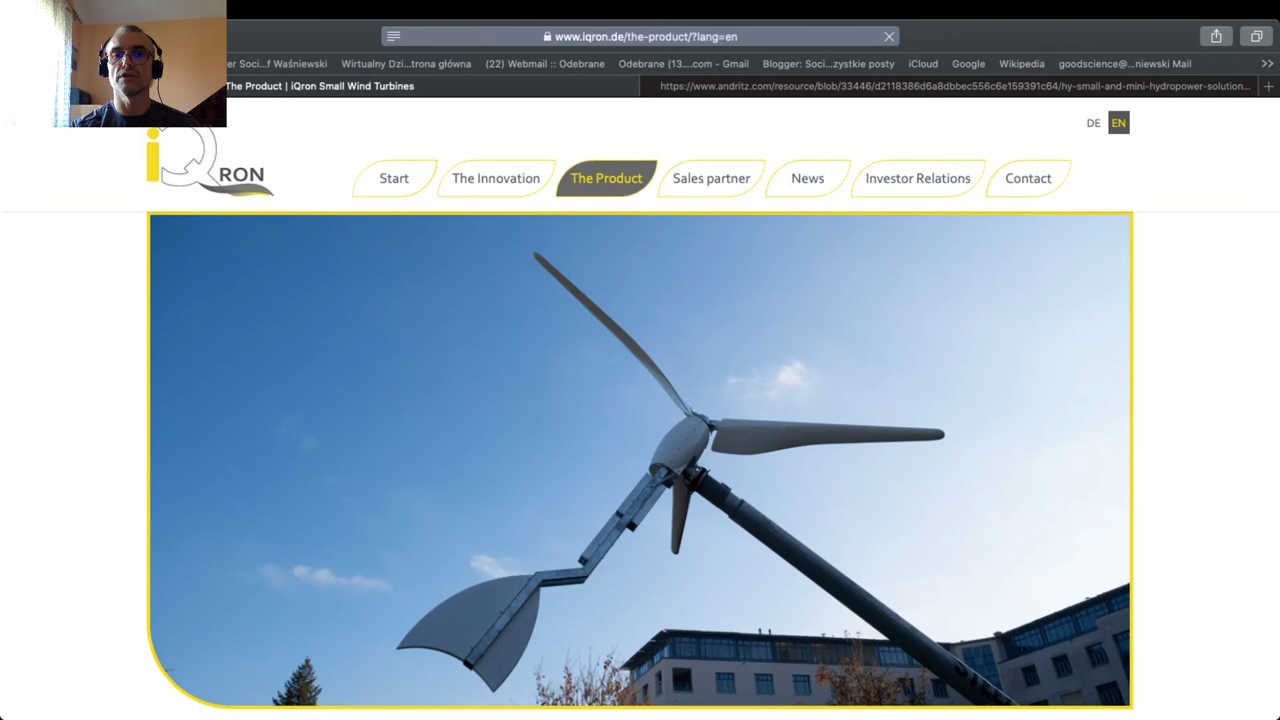 www.iqron.de/the-product/?lang=en
er Soci...f Waśniewski Wirtualny Dzi...trona główna (22) Webmail :: Odebrane Odebrane (13....com - Gmail Blogger: Soci...zystkie posty iCloud Google Wikipedia goodscience@...niewski Mail
The Product | iQron Small Wind Turbines https://www.andritz.com/resource/blob/33446/d2118386d6a8dbbec556c6e159391c64/hy-small-and-mini-hydropower-solution...
DE EN
iQRON
Start The Innovation The Product Sales partner News Investor Relations Contact